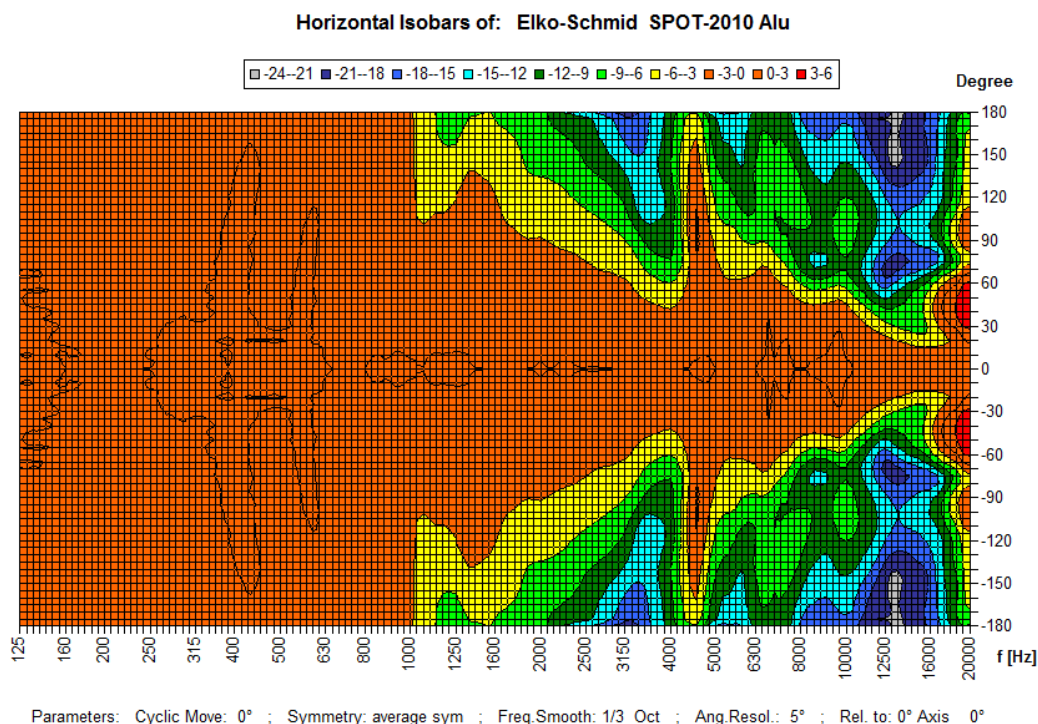 Horizontal Isobars of: Elko-Schmid SPOT-2010 Alu
-24--21 -21--18 -18--15 -15--12 -12--9 -9--6 -6--3 -3-0 0-3 3-6
Degree
180
150
120
90
60
30
0
-30
-60
-90
-120
-150
-180
125 160 200 250 315 400 600 800 1000 1250 1600 2000 2500 3150 4000 5000 6300 8000 10000 12500 16000 20000
f [Hz]
Parameters: Cyclic Move: 0° ; Symmetry: average sym ; Freq.Smooth: 1/3 Oct ; Ang.Resol.: 5° ; Rel. to: 0° Axis 0°